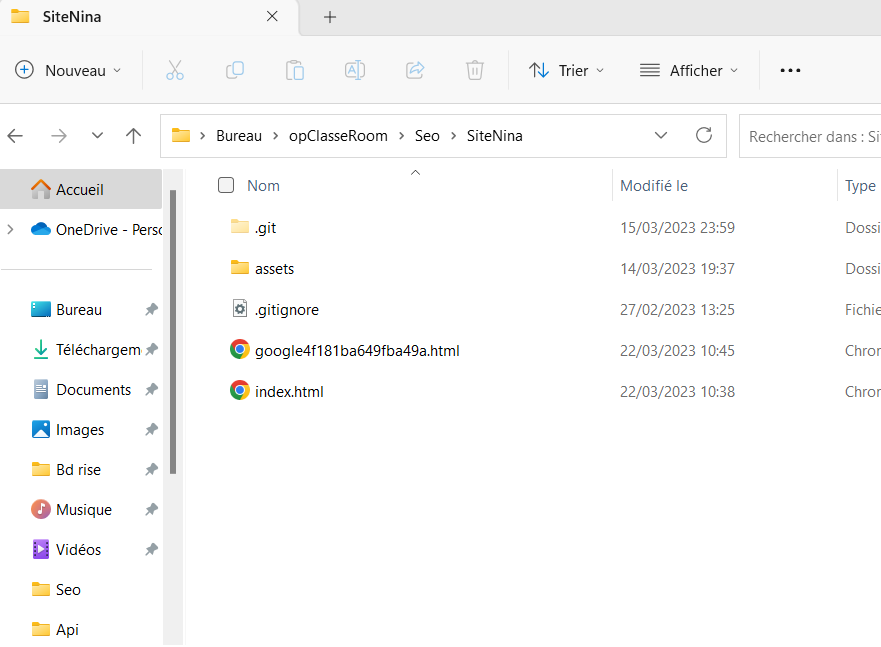 SiteNina
Nouveau
Trier
Afficher
Bureau > opClasseRoom > Seo > SiteNina
Rechercher dans : Si
Accueil
OneDrive - Perso
Bureau
Téléchargem
Documents
Images
Bd rise
Musique
Vidéos
Seo
Api
Nom Modifié le Type
.git 15/03/2023 23:59 Dossi
assets 14/03/2023 19:37 Dossi
.gitignore 27/02/2023 13:25 Fichie
google4f181ba649fba49a.html 22/03/2023 10:45 Chron
index.html 22/03/2023 10:38 Chron